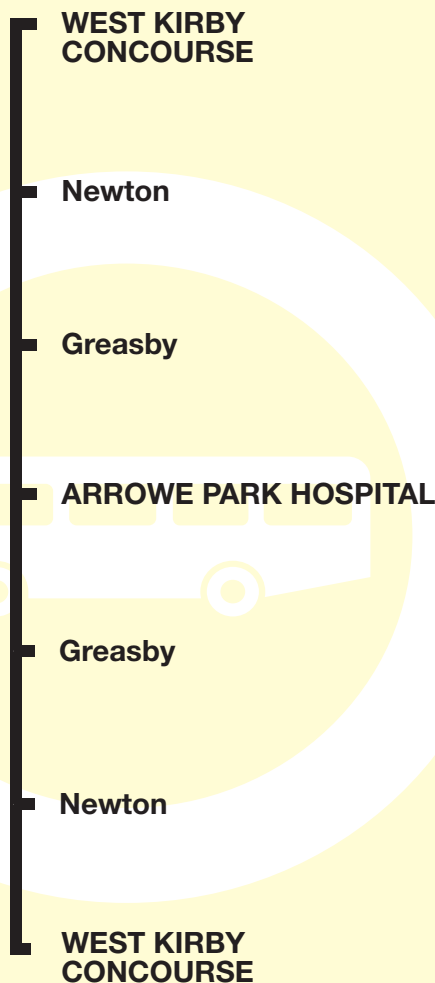 WEST KIRBY
CONCOURSE
Newton
Greasby
ARROWE PARK HOSPITAL
Greasby
Newton
WEST KIRBY
CONCOURSE